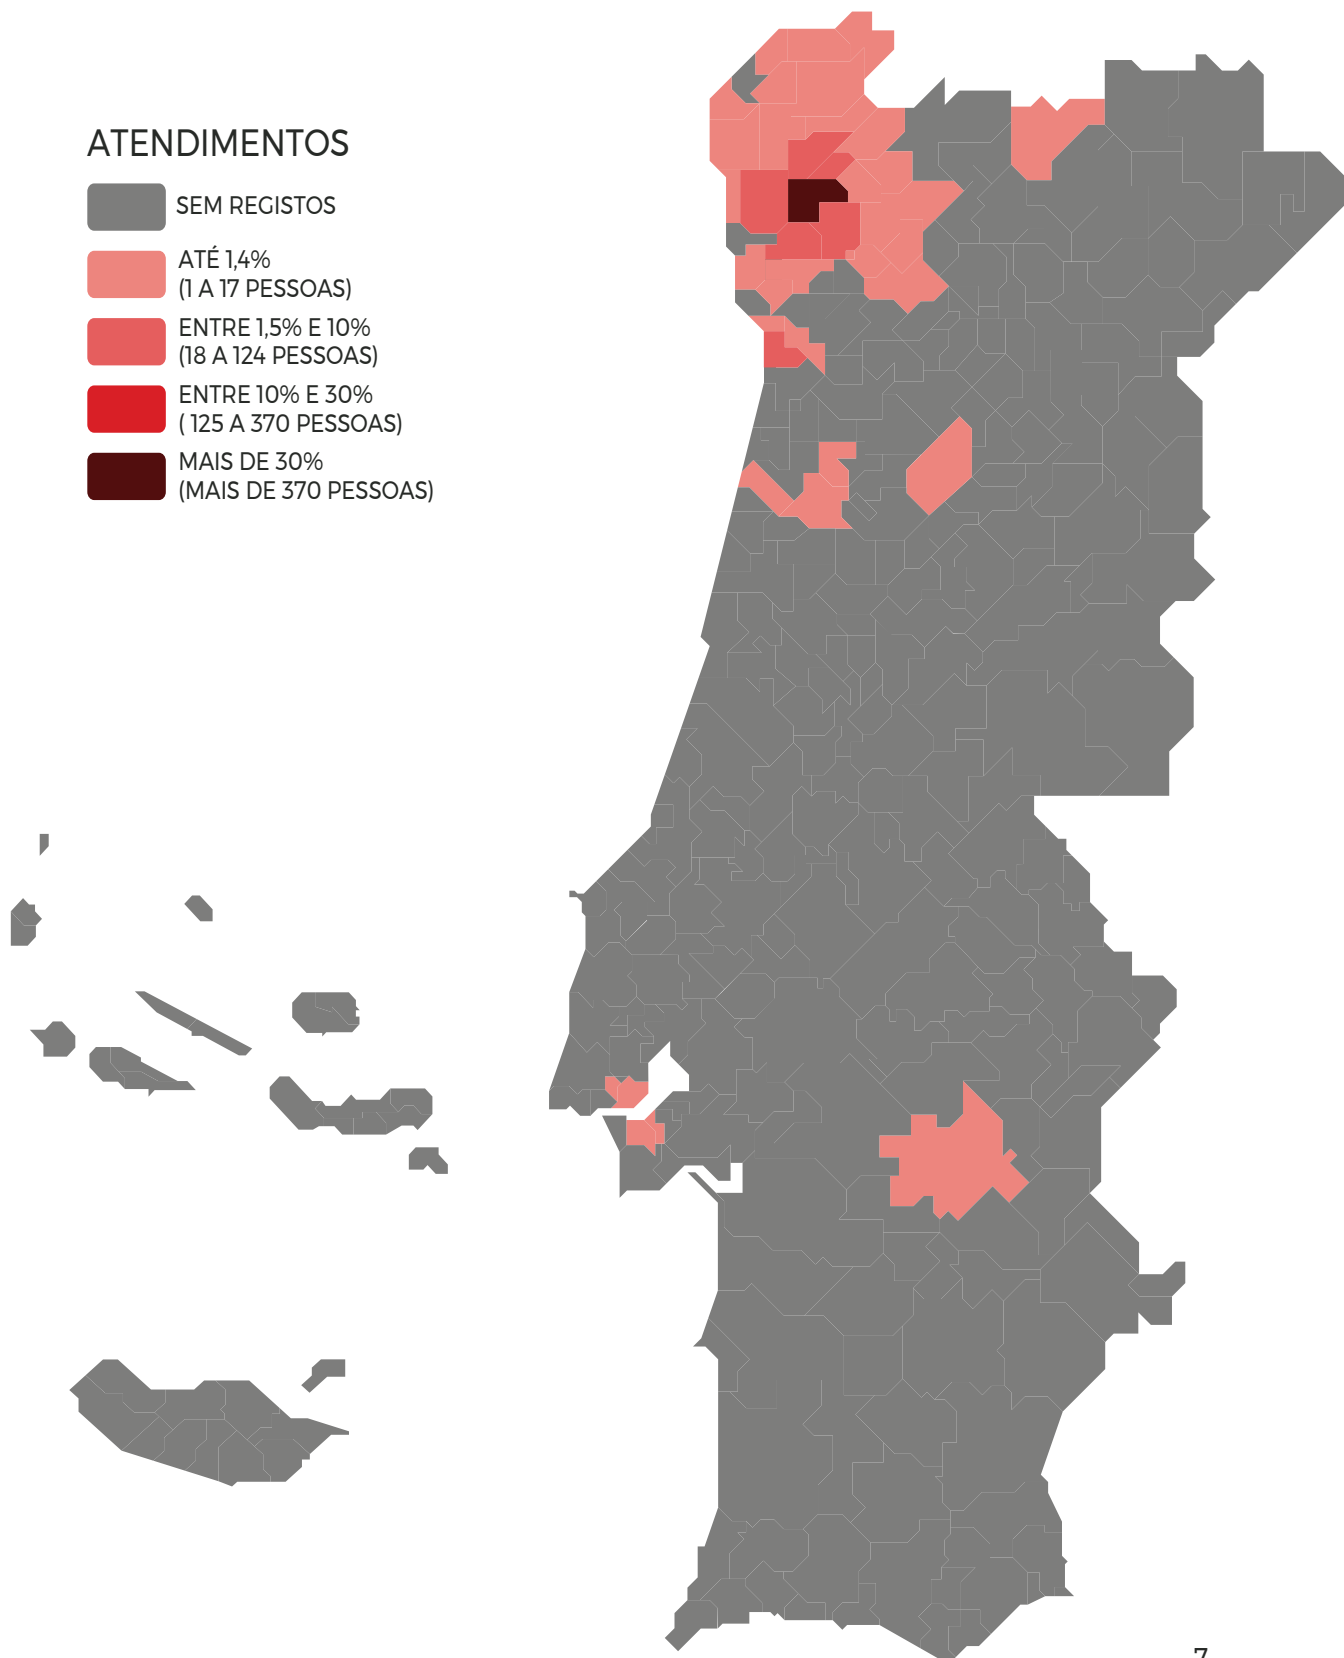 ATENDIMENTOS
SEM REGISTOS
ATÉ 1,4%
(1 A 17 PESSOAS)
ENTRE 1,5% E 10%
(18 A 124 PESSOAS)
ENTRE 10% E 30%
( 125 A 370 PESSOAS)
MAIS DE 30%
(MAIS DE 370 PESSOAS)
7